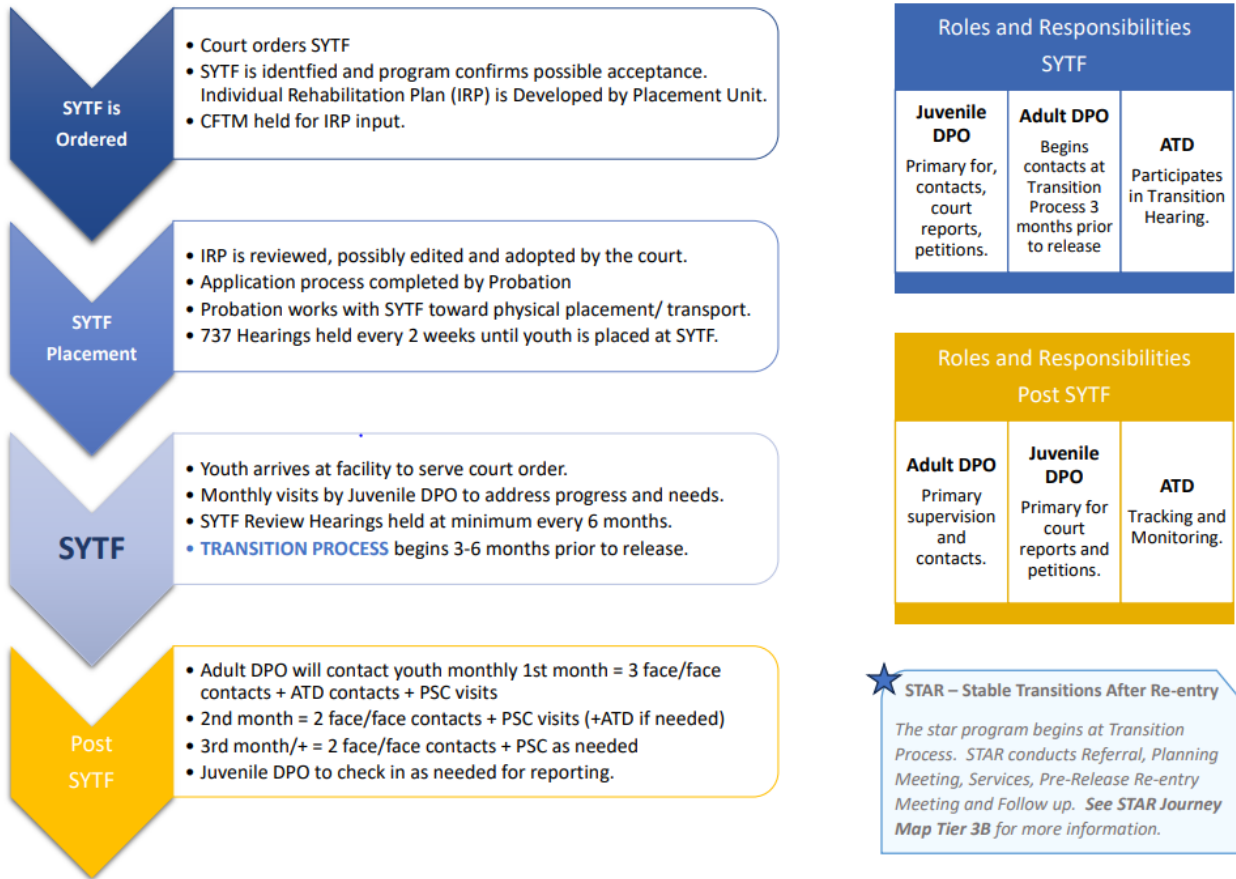 SYTF is
Ordered
• Court orders SYTF
• SYTF is identfied and program confirms possible acceptance.
Individual Rehabilitation Plan (IRP) is Developed by Placement Unit.
• CFTM held for IRP input.
SYTF
Placement
• IRP is reviewed, possibly edited and adopted by the court.
• Application process completed by Probation
• Probation works with SYTF toward physical placement/ transport.
• 737 Hearings held every 2 weeks until youth is placed at SYTF.
SYTF
• Youth arrives at facility to serve court order.
• Monthly visits by Juvenile DPO to address progress and needs.
• SYTF Review Hearings held at minimum every 6 months.
• TRANSITION PROCESS begins 3-6 months prior to release.
Post
SYTF
• Adult DPO will contact youth monthly 1st month = 3 face/face
contacts + ATD contacts + PSC visits
• 2nd month = 2 face/face contacts + PSC visits (+ATD if needed)
• 3rd month/+ = 2 face/face contacts + PSC as needed
• Juvenile DPO to check in as needed for reporting.
Roles and Responsibilities
SYTF
Juvenile
DPO
Primary for,
contacts,
court
reports,
petitions.
Adult DPO
Begins
contacts at
Transition
Process 3
months prior
to release
ATD
Participates
in Transition
Hearing.
Roles and Responsibilities
Post SYTF
Adult DPO
Primary
supervision
and
contacts.
Juvenile
DPO
Primary for
court
reports and
petitions.
ATD
Tracking and
Monitoring.
STAR – Stable Transitions After Re-entry
The star program begins at Transition
Process. STAR conducts Referral, Planning
Meeting, Services, Pre-Release Re-entry
Meeting and Follow up. See STAR Journey
Map Tier 3B for more information.